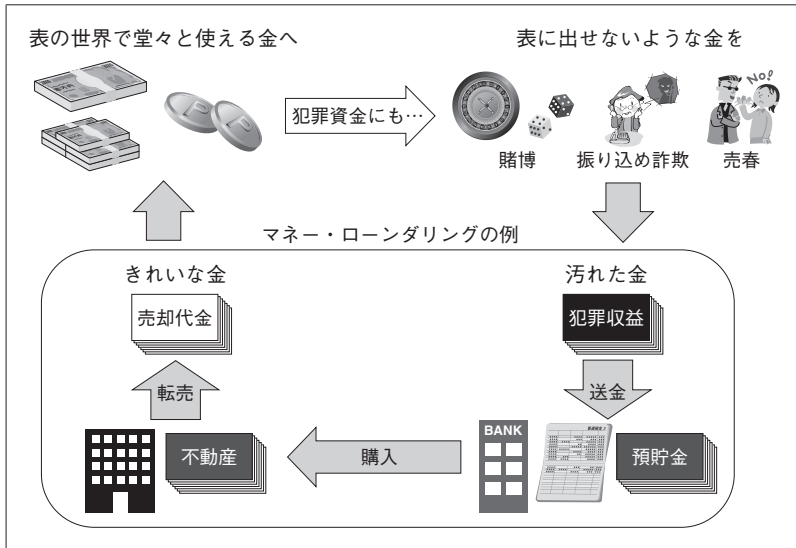 表の世界で堂々と使える金へ
表に出せないような金を
犯罪資金にも…
No!
賭博
振り込め詐欺
売春
マネー・ローンダリングの例
きれいな金
汚れた金
売却代金
犯罪収益
転売
送金
BANK
不動産
購入
預貯金